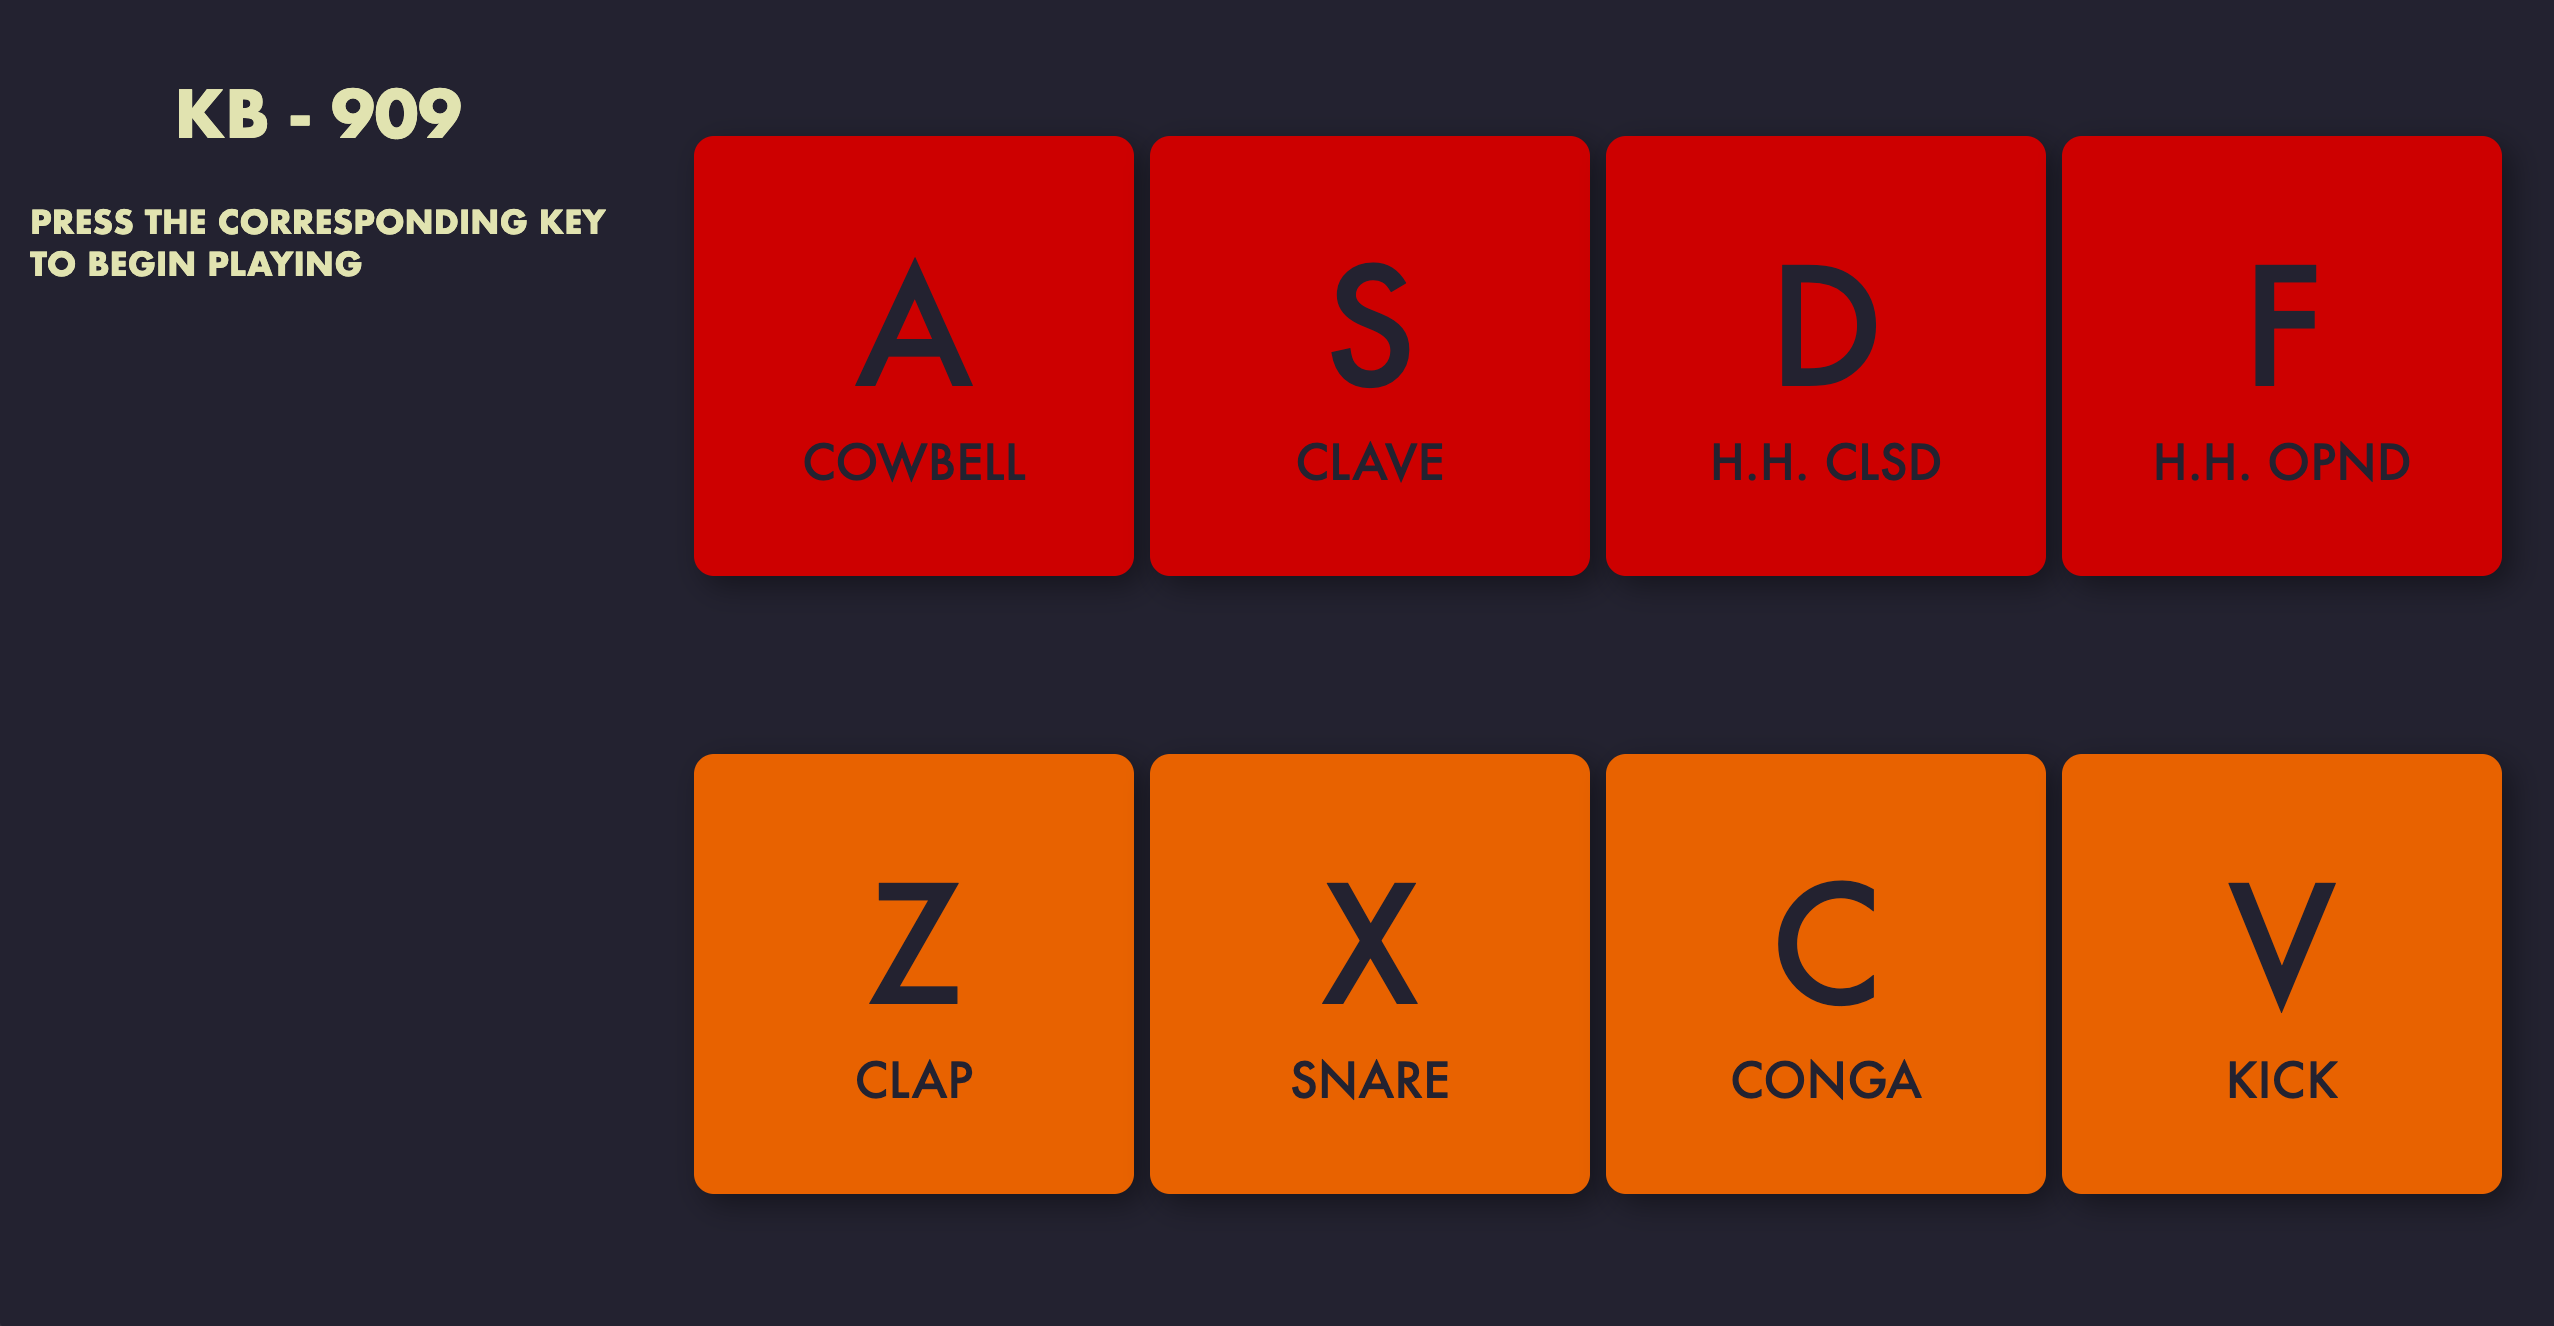 KB - 909
PRESS THE CORRESPONDING KEY
TO BEGIN PLAYING
A
COWBELL
S
CLAVE
D
H.H. CLSD
F
H.H. OPND
Z
CLAP
X
SNARE
C
CONGA
V
KICK